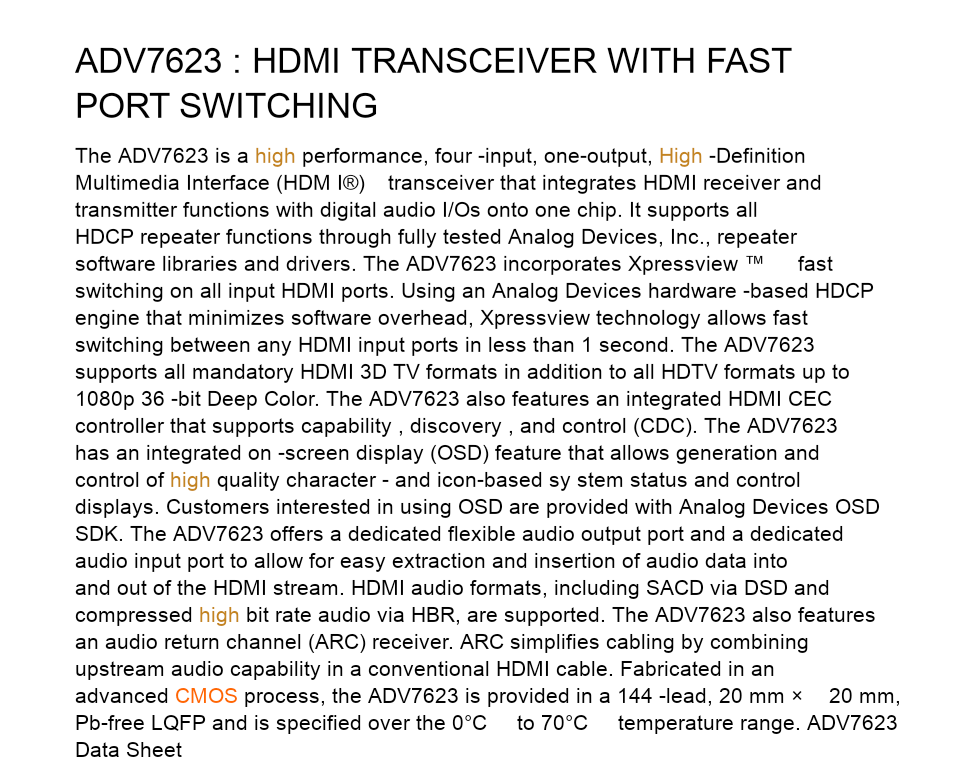 ADV7623 : HDMI TRANSCEIVER WITH FAST
PORT SWITCHING
The ADV7623 is a high performance, four -input, one-output, High -Definition
Multimedia Interface (HDM I®) transceiver that integrates HDMI receiver and
transmitter functions with digital audio I/Os onto one chip. It supports all
HDCP repeater functions through fully tested Analog Devices, Inc., repeater
software libraries and drivers. The ADV7623 incorporates Xpressview ™ fast
switching on all input HDMI ports. Using an Analog Devices hardware -based HDCP
engine that minimizes software overhead, Xpressview technology allows fast
switching between any HDMI input ports in less than 1 second. The ADV7623
supports all mandatory HDMI 3D TV formats in addition to all HDTV formats up to
1080p 36 -bit Deep Color. The ADV7623 also features an integrated HDMI CEC
controller that supports capability , discovery , and control (CDC). The ADV7623
has an integrated on -screen display (OSD) feature that allows generation and
control of high quality character - and icon-based sy stem status and control
displays. Customers interested in using OSD are provided with Analog Devices OSD
SDK. The ADV7623 offers a dedicated flexible audio output port and a dedicated
audio input port to allow for easy extraction and insertion of audio data into
and out of the HDMI stream. HDMI audio formats, including SACD via DSD and
compressed high bit rate audio via HBR, are supported. The ADV7623 also features
an audio return channel (ARC) receiver. ARC simplifies cabling by combining
upstream audio capability in a conventional HDMI cable. Fabricated in an
advanced CMOS process, the ADV7623 is provided in a 144 -lead, 20 mm × 20 mm,
Pb-free LQFP and is specified over the 0°C to 70°C temperature range. ADV7623
Data Sheet